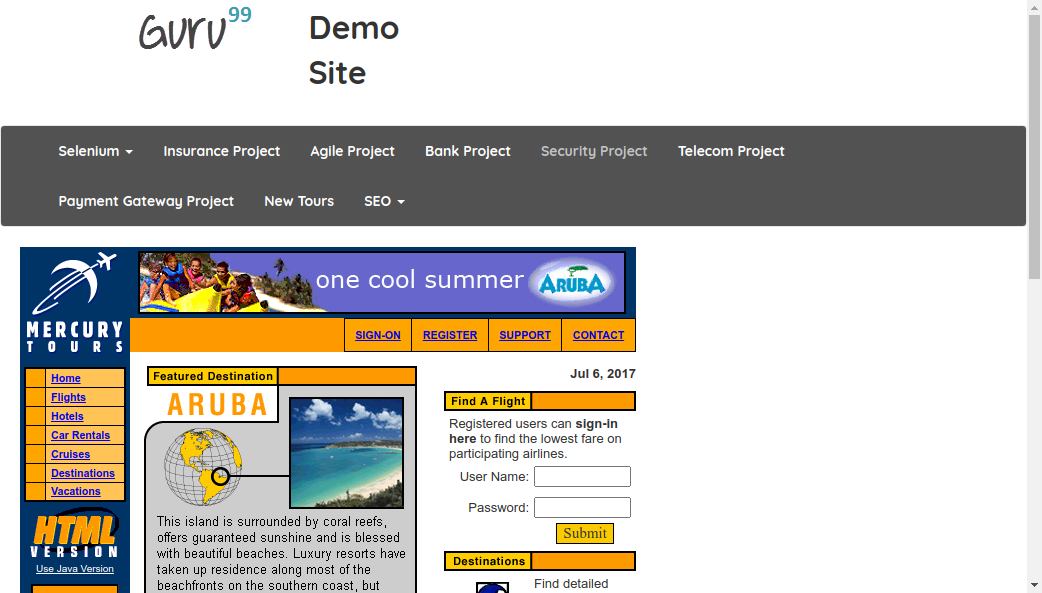 Guru99
Demo
Site
Selenium
Insurance Project
Agile Project
Bank Project
Security Project
Telecom Project
Payment Gateway Project
New Tours
SEO
one cool summer
ARUBA
MERCURY
TOURS
SIGN-ON
REGISTER
SUPPORT
CONTACT
Home
Flights
Hotels
Car Rentals
Cruises
Destinations
Vacations
HTML
VERSION
Use Java Version
Featured Destination
ARUBA
This island is surrounded by coral reefs,
offers guaranteed sunshine and is blessed
with beautiful beaches. Luxury resorts have
taken up residence along most of the
beachfronts on the southern coast, but
Jul 6, 2017
Find A Flight
Registered users can sign-in
here to find the lowest fare on
participating airlines.
User Name:
Password:
Submit
Destinations
Find detailed